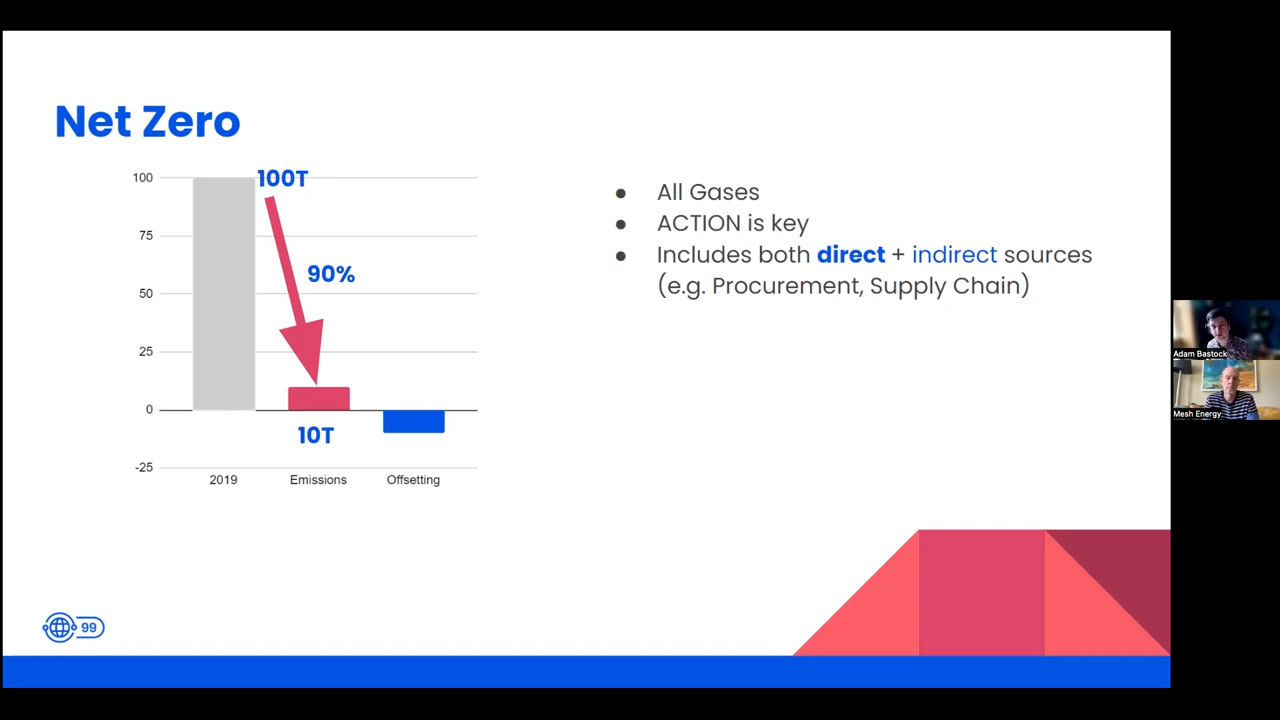 Net Zero
100
100T
75
90%
50
25
0
10T
-25
2019
Emissions
Offsetting
● All Gases
● ACTION is key
● Includes both direct + indirect sources
(e.g. Procurement, Supply Chain)
Adam Bastock
Mesh Energy
99